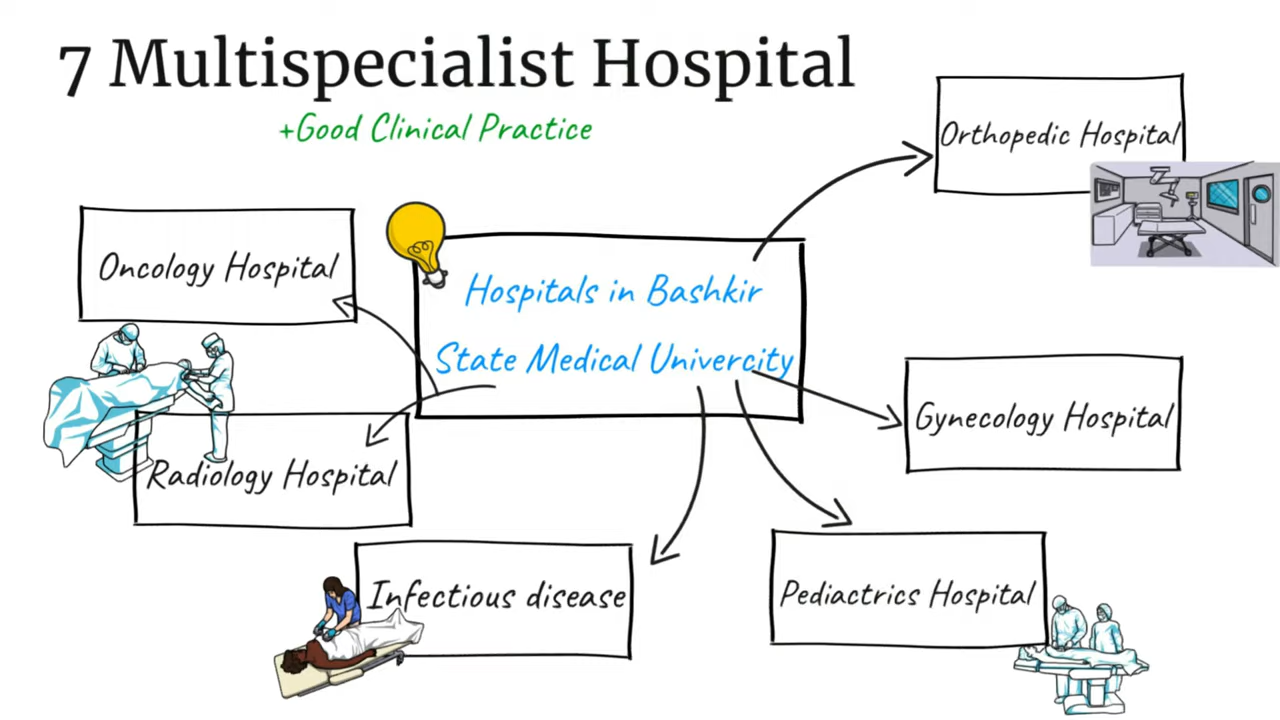 7 Multispecialist Hospital
+Good Clinical Practice
Orthopedic Hospital
Oncology Hospital
Hospitals in Bashkir
State Medical Univercity
Gynecology Hospital
Radiology Hospital
Infectious disease
Pediactrics Hospital